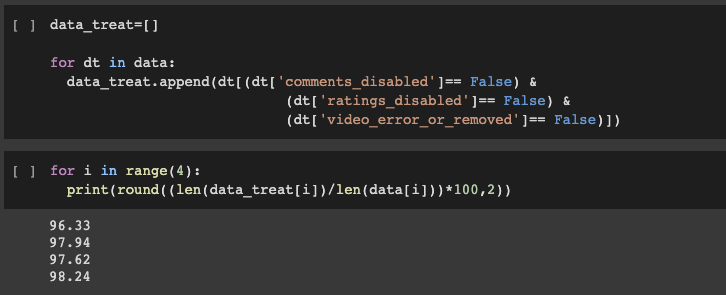 [ ] data_treat=[]
for dt in data:
data_treat.append(dt[(dt['comments_disabled']== False) &
(dt['ratings_disabled']== False) &
(dt['video_error_or_removed']== False)])
[ ] for i in range(4):
print(round((len(data_treat[i])/len(data[i]))*100,2))
96.33
97.94
97.62
98.24